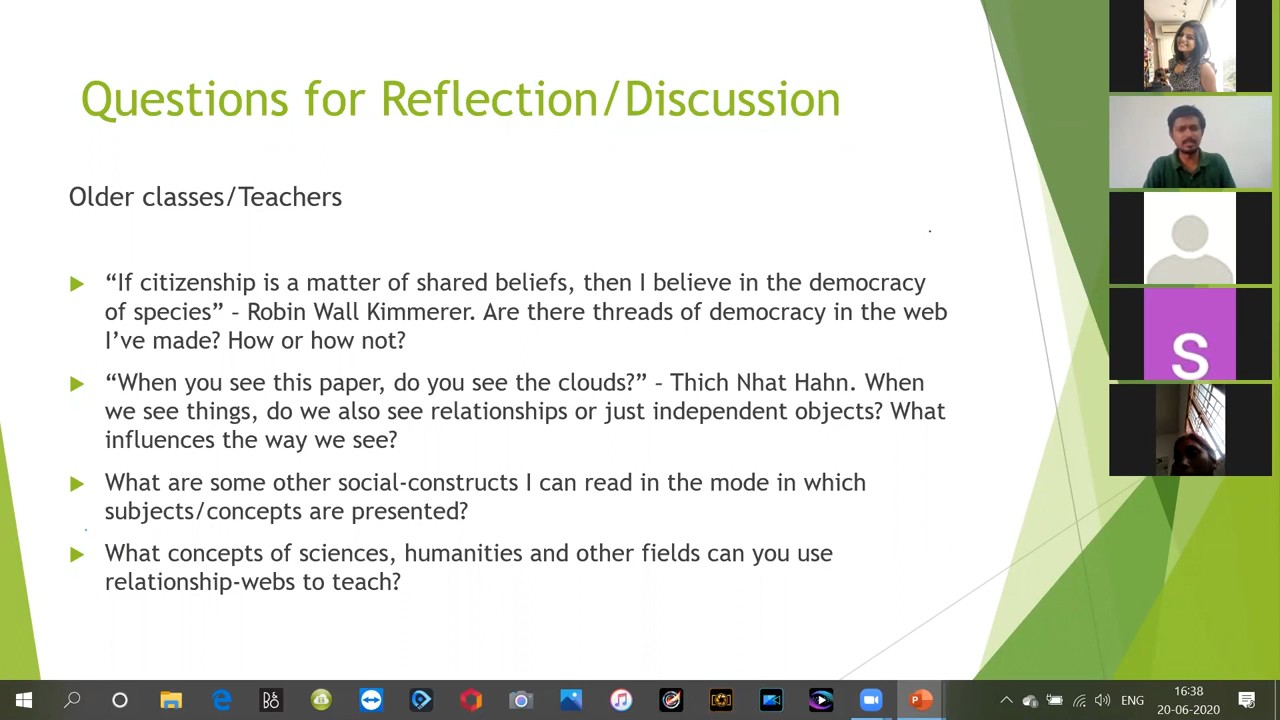 Questions for Reflection/Discussion
Older classes/Teachers
“If citizenship is a matter of shared beliefs, then I believe in the democracy
of species” – Robin Wall Kimmerer. Are there threads of democracy in the web
I’ve made? How or how not?
“When you see this paper, do you see the clouds?” – Thich Nhat Hahn. When
we see things, do we also see relationships or just independent objects? What
influences the way we see?
What are some other social-constructs I can read in the mode in which
subjects/concepts are presented?
What concepts of sciences, humanities and other fields can you use
relationship-webs to teach?
S
BO
ENG
16:38
20-06-2020